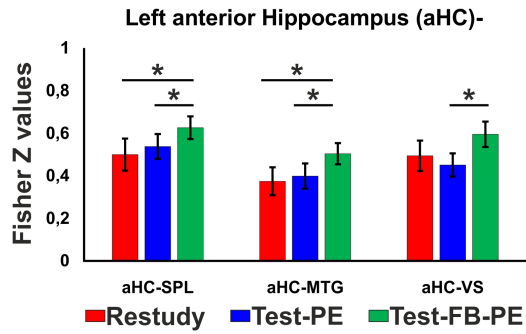 Left anterior Hippocampus (aHC)-
Fisher Z values
1
0,8
0,6
0,4
0,2
0
* * * * *
aHC-SPL aHC-MTG aHC-VS
Restudy Test-PE Test-FB-PE